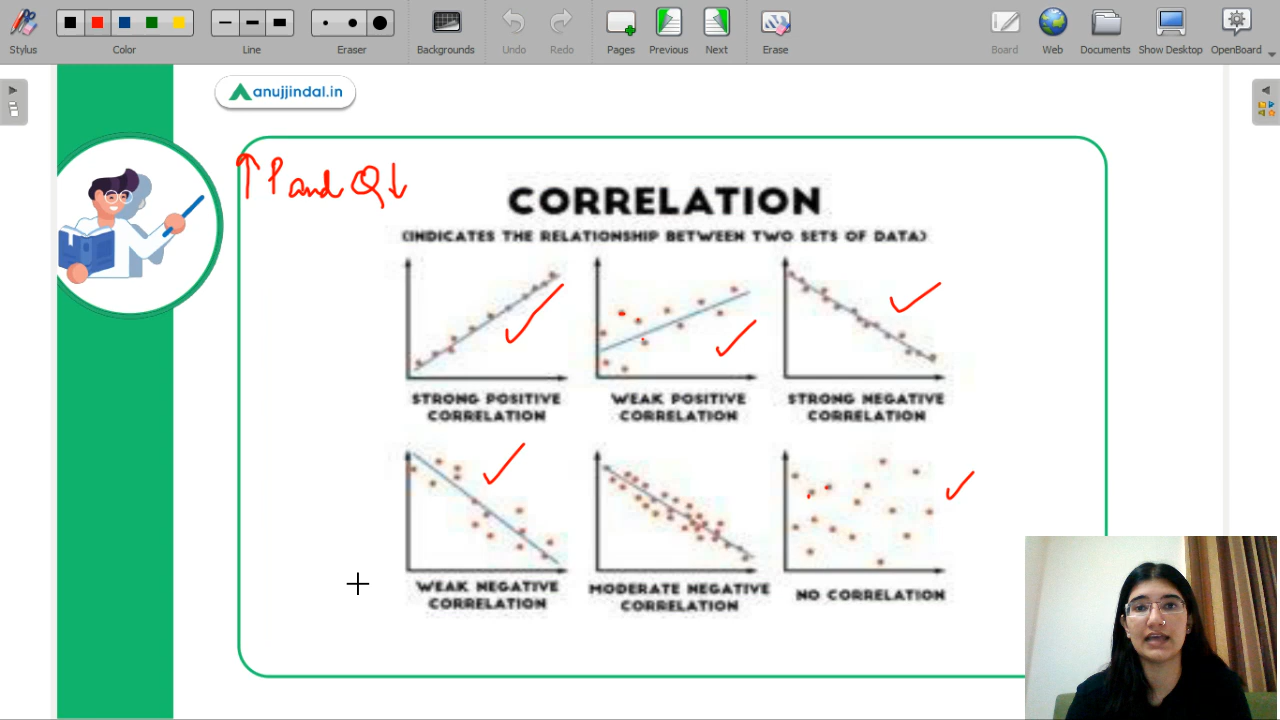 Stylus
Color
Line
Eraser
Backgrounds
Undo
Redo
Pages
Previous
Next
Erase
Board
Web
Documents
Show Desktop
OpenBoard
anujjindal.in
↑ P and Q ↓
CORRELATION
(INDICATES THE RELATIONSHIP BETWEEN TWO SETS OF DATA)
STRONG POSITIVE
CORRELATION
WEAK POSITIVE
CORRELATION
STRONG NEGATIVE
CORRELATION
WEAK NEGATIVE
CORRELATION
MODERATE NEGATIVE
CORRELATION
NO CORRELATION